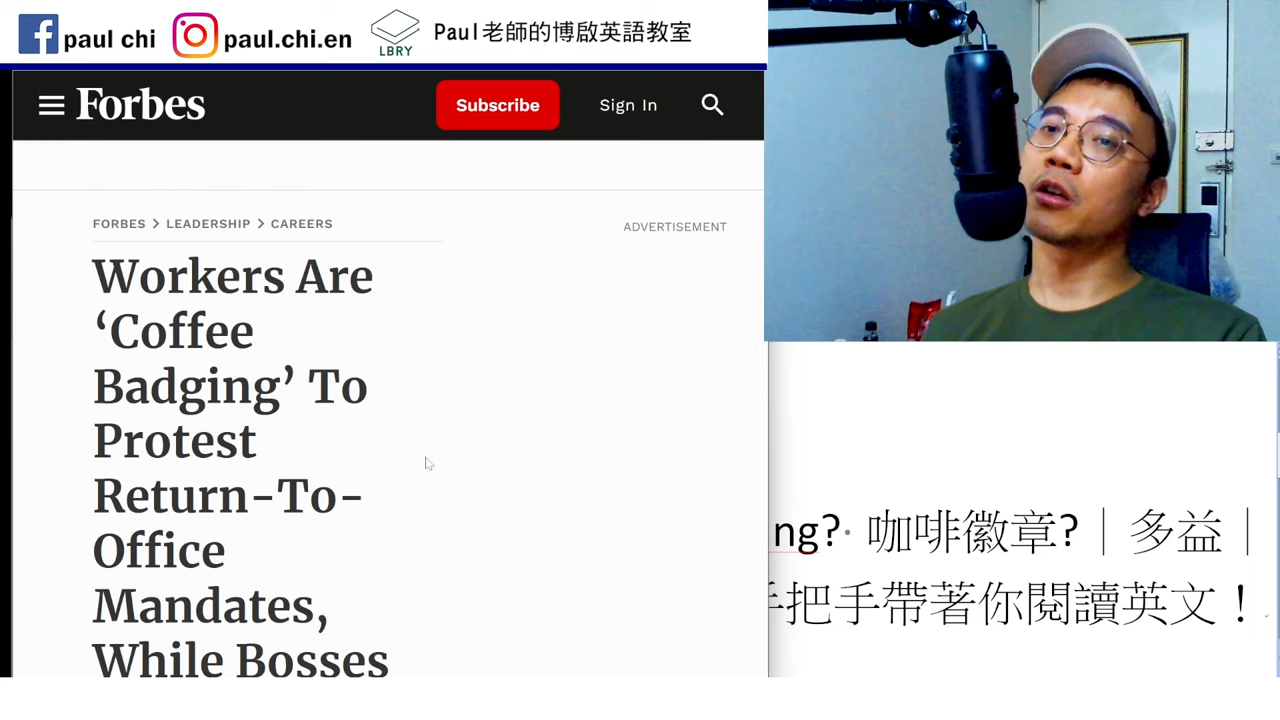 paul chi
paul.chi.en
LBRY
Paul老師的博啟英語教室
Forbes
Subscribe
Sign In
FORBES > LEADERSHIP > CAREERS
ADVERTISEMENT
Workers Are
‘Coffee
Badging’ To
Protest
Return-To-
Office
Mandates,
While Bosses
ng? 咖啡徽章?｜多益｜
手把手帶著你閱讀英文！